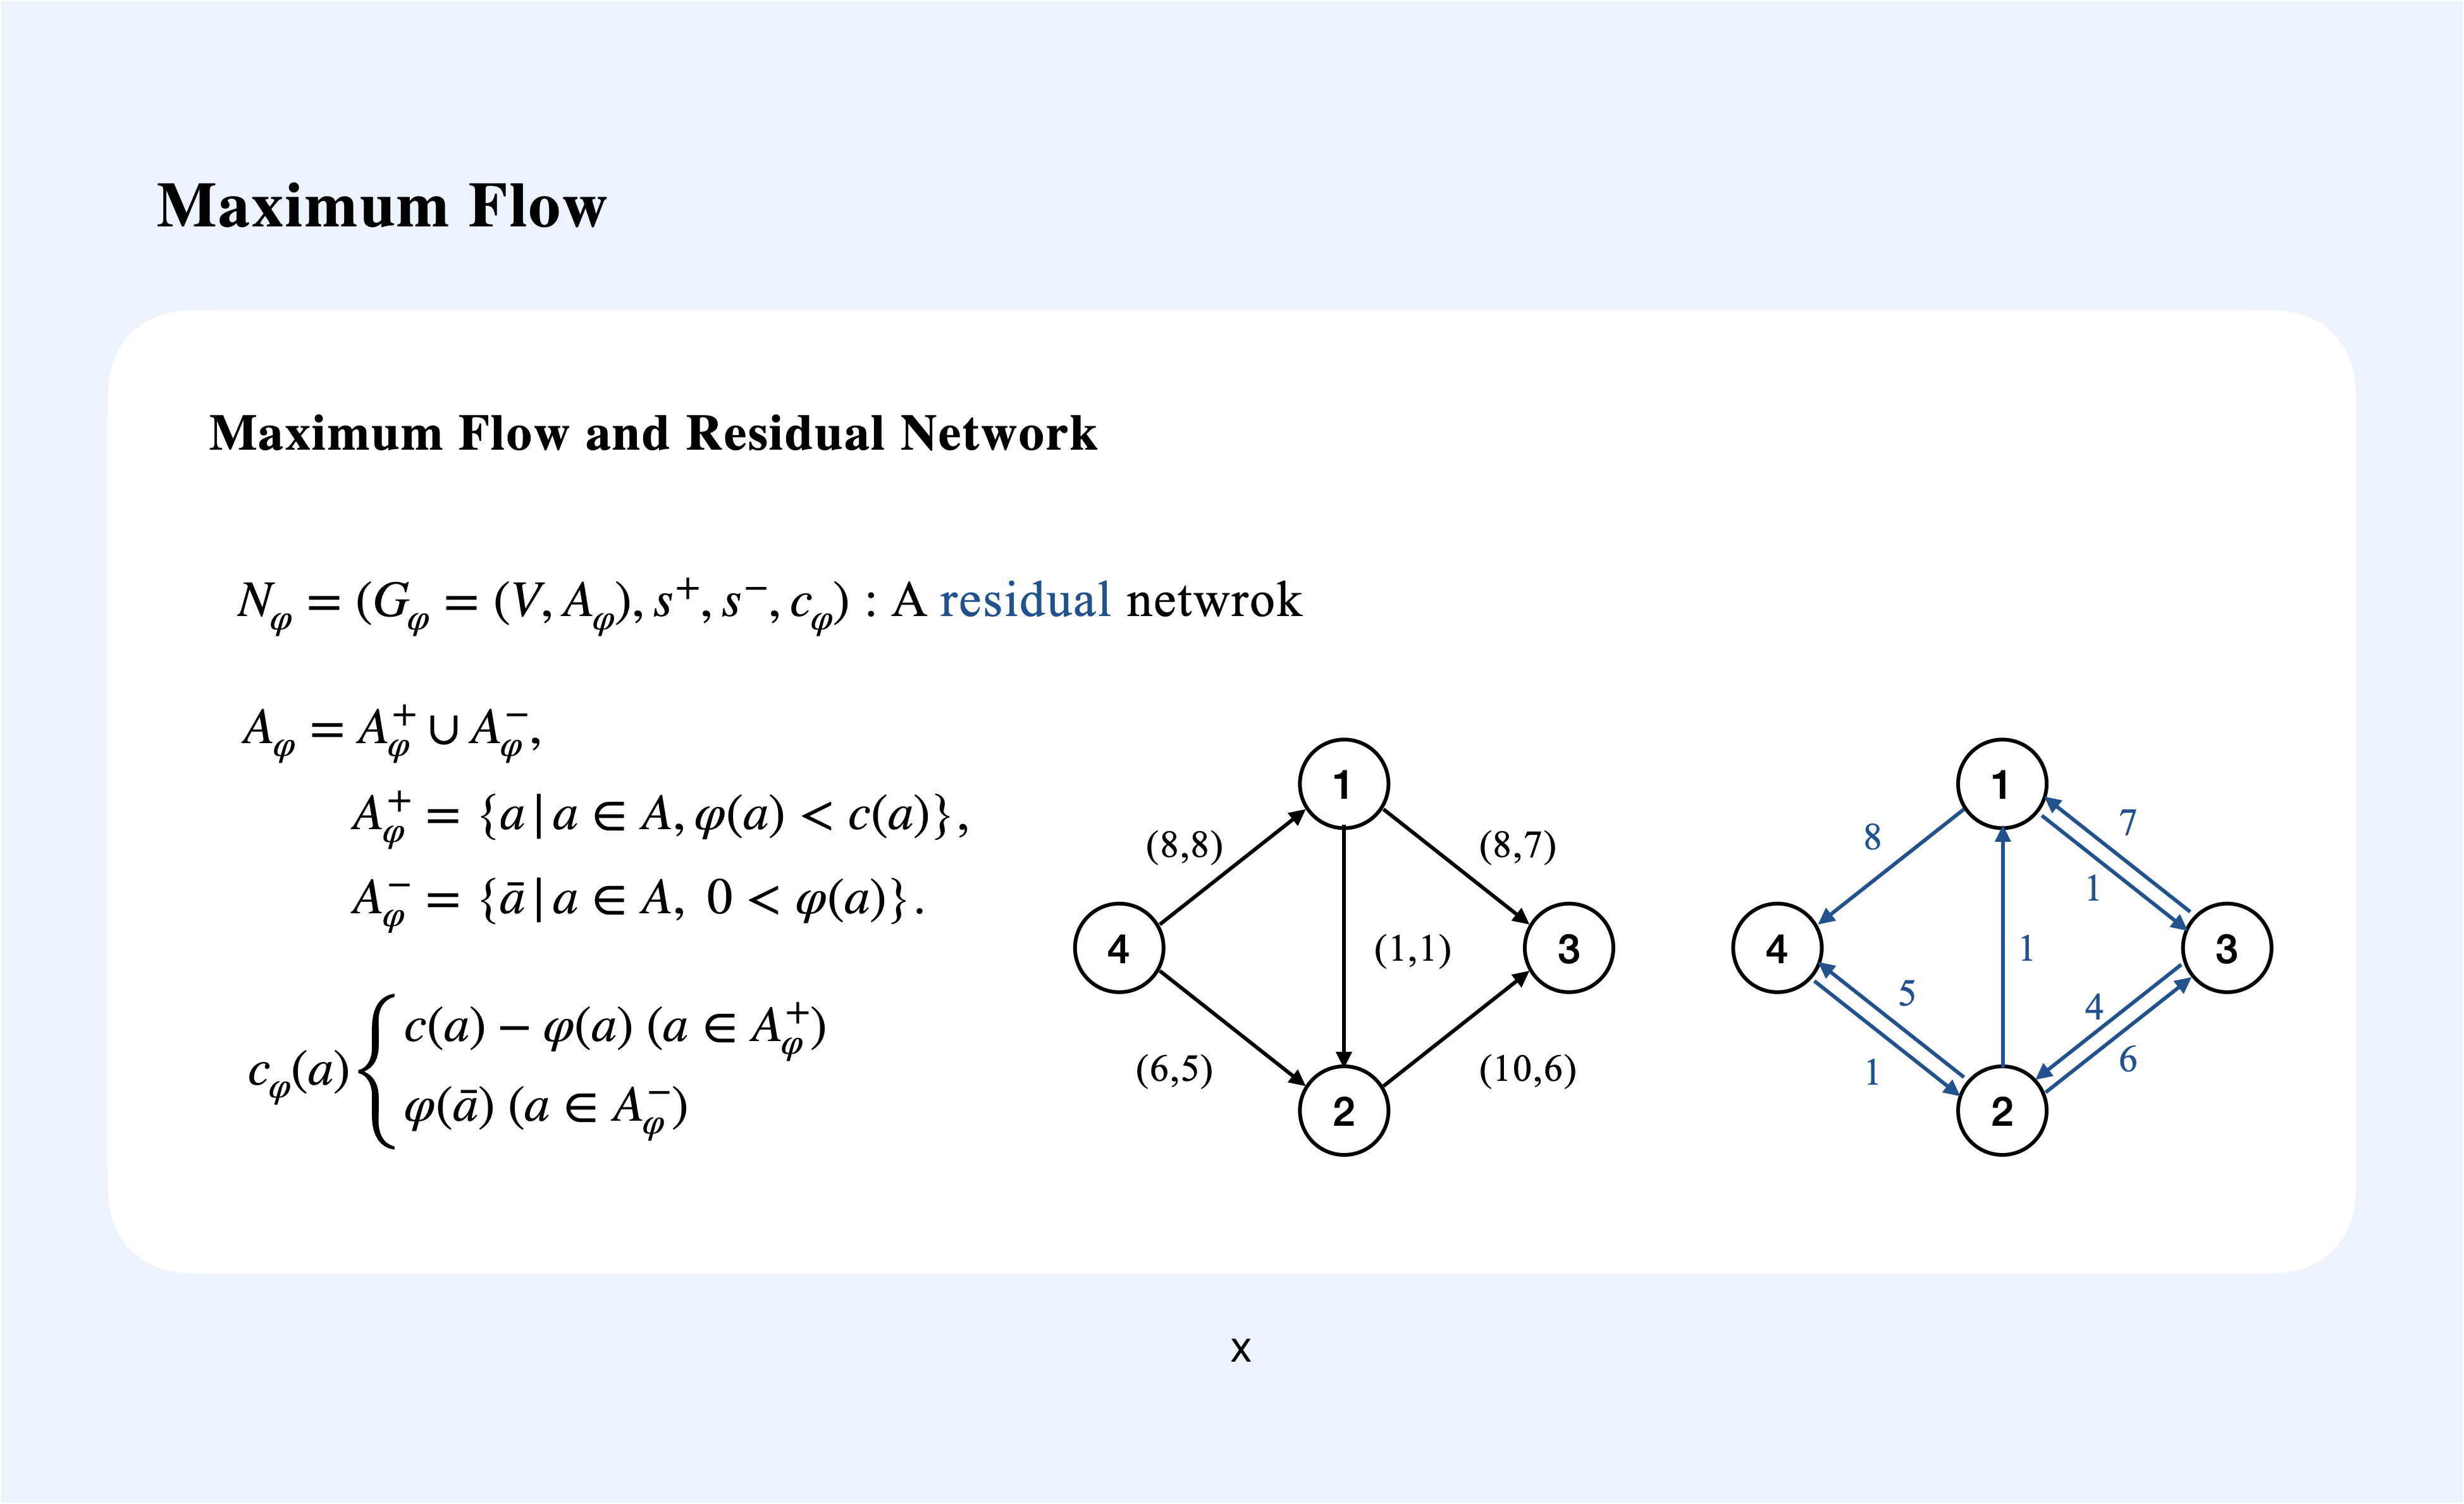 Maximum Flow
Maximum Flow and Residual Network
N_φ = (G_φ = (V, A_φ), s⁺, s⁻, c_φ) : A residual netwrok
A_φ = A_φ⁺ ∪ A_φ⁻,
A_φ⁺ = {a | a ∈ A, φ(a) < c(a)},
A_φ⁻ = {ā | a ∈ A, 0 < φ(a)}.
c_φ(a) {
c(a) − φ(a) (a ∈ A_φ⁺)
φ(ā) (a ∈ A_φ⁻)
1
(8,8)
(8,7)
4
(1,1)
3
(6,5)
(10,6)
2
1
8
7
1
4
1
3
5
4
1
6
2
x